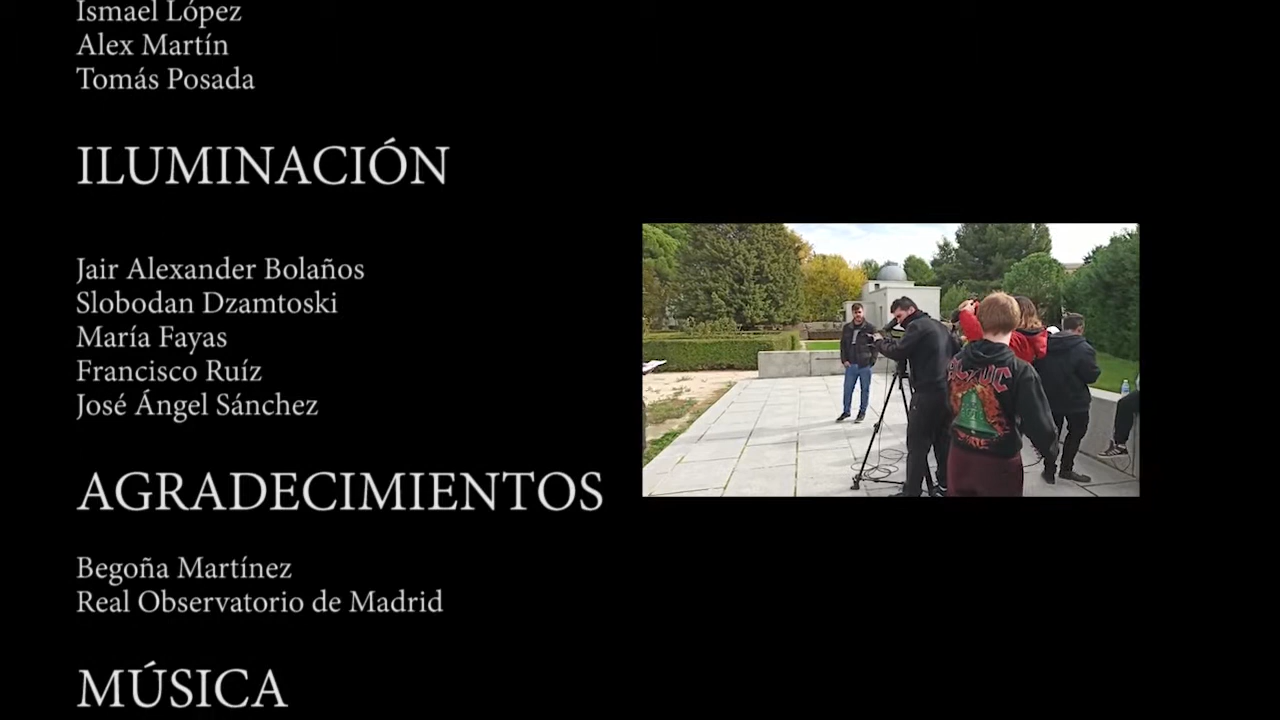 Ismael López
Alex Martín
Tomás Posada
ILUMINACIÓN
Jair Alexander Bolaños
Slobodan Dzamtoski
María Fayas
Francisco Ruíz
José Ángel Sánchez
AGRADECIMIENTOS
Begoña Martínez
Real Observatorio de Madrid
MÚSICA